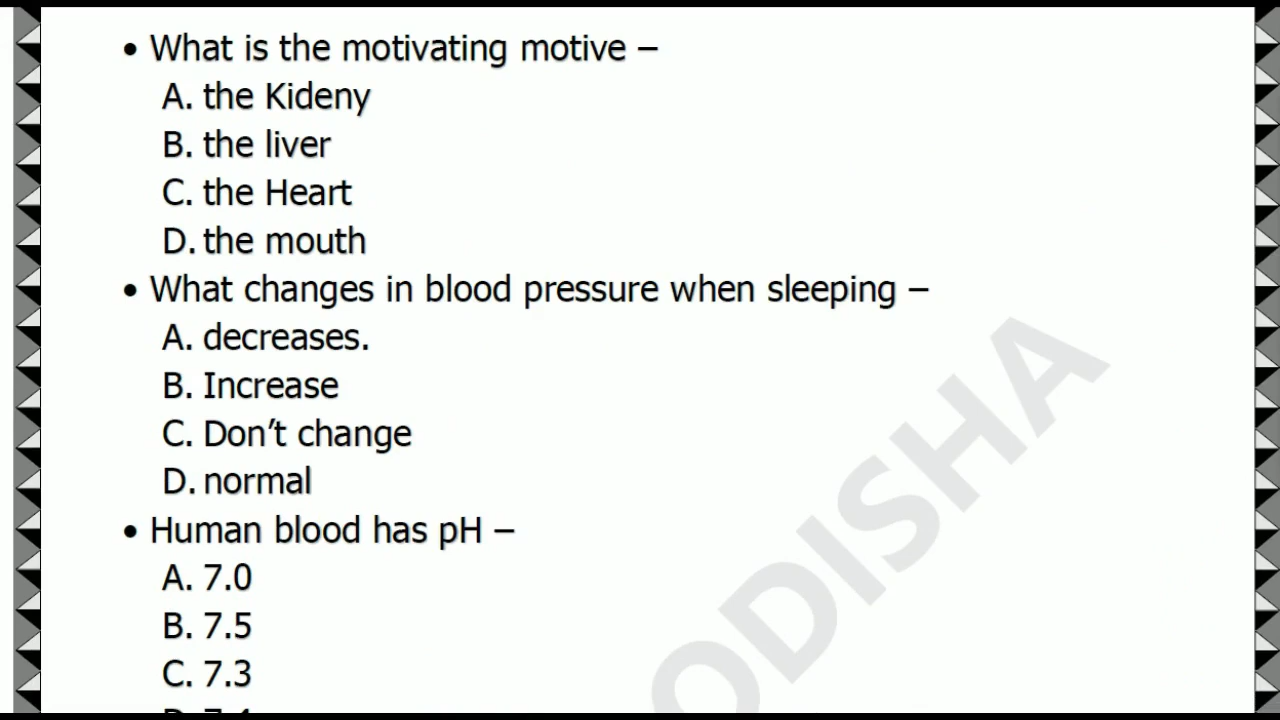 • What is the motivating motive –
A. the Kideny
B. the liver
C. the Heart
D. the mouth
• What changes in blood pressure when sleeping –
A. decreases.
B. Increase
C. Don’t change
D. normal
• Human blood has pH –
A. 7.0
B. 7.5
C. 7.3
ODISHA